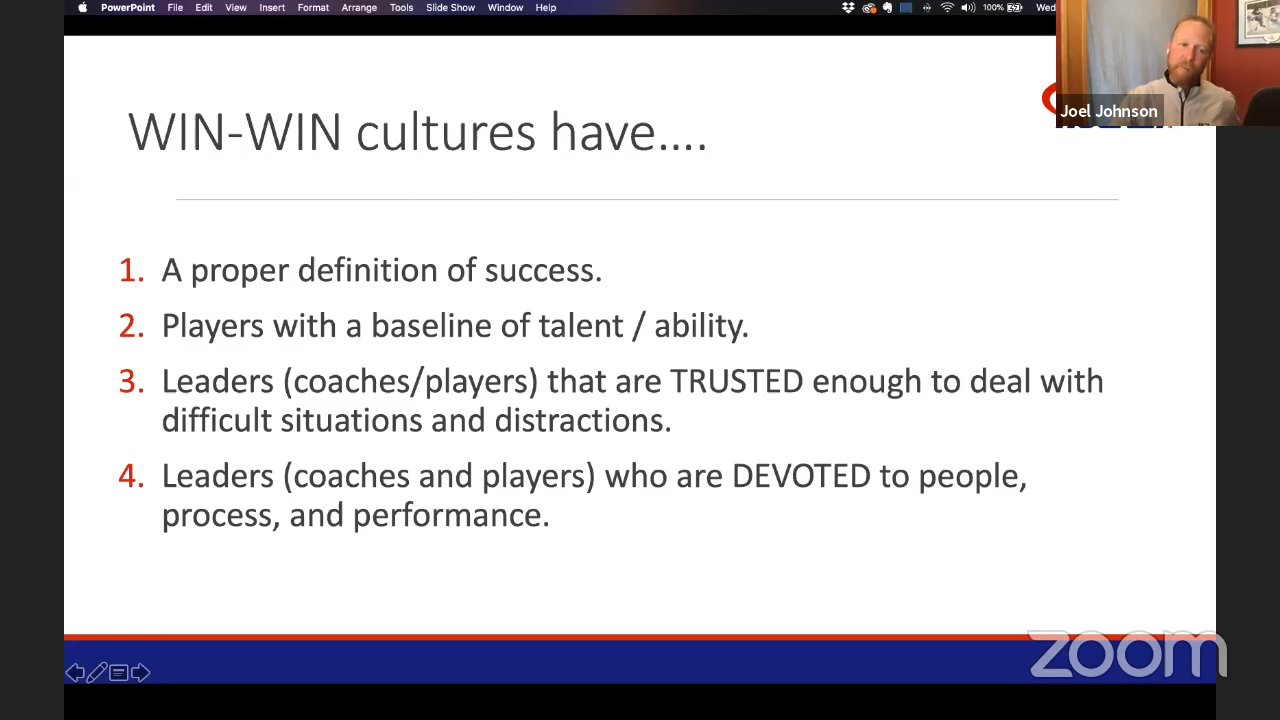 PowerPoint File Edit View Insert Format Arrange Tools Slide Show Window Help 100% Wed
Joel Johnson
WIN-WIN cultures have....
1. A proper definition of success.
2. Players with a baseline of talent / ability.
3. Leaders (coaches/players) that are TRUSTED enough to deal with
difficult situations and distractions.
4. Leaders (coaches and players) who are DEVOTED to people,
process, and performance.
zoom